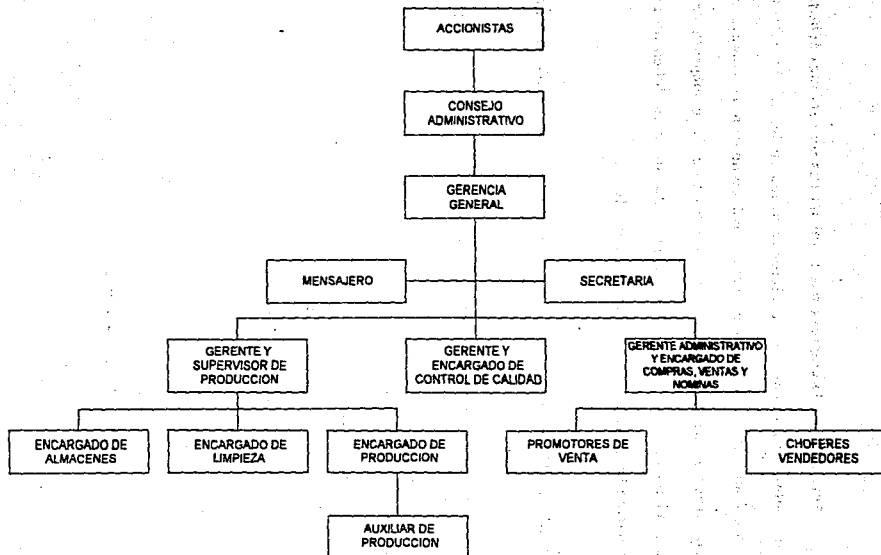 ACCIONISTAS
CONSEJO
ADMINISTRATIVO
GERENCIA
GENERAL
MENSAJERO
SECRETARIA
GERENTE Y
SUPERVISOR DE
PRODUCCION
GERENTE Y
ENCARGADO DE
CONTROL DE CALIDAD
GERENTE ADMINISTRATIVO
Y ENCARGADO DE
COMPRAS, VENTAS Y
NOMINAS
ENCARGADO DE
ALMACENES
ENCARGADO DE
LIMPIEZA
ENCARGADO DE
PRODUCCION
PROMOTORES DE
VENTA
CHOFERES
VENDEDORES
AUXILIAR DE
PRODUCCION